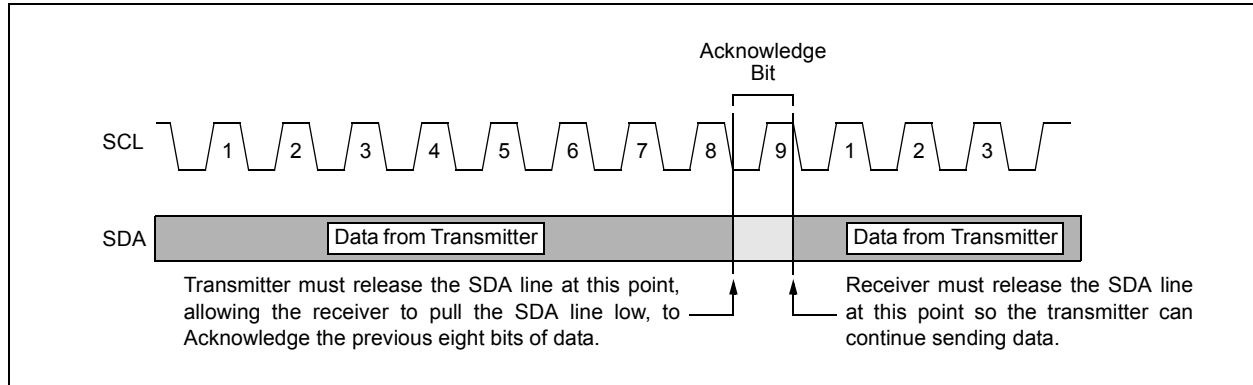 Acknowledge
Bit
SCL 1 2 3 4 5 6 7 8 9 1 2 3
SDA Data from Transmitter Data from Transmitter
Transmitter must release the SDA line at this point,
allowing the receiver to pull the SDA line low, to
Acknowledge the previous eight bits of data.
Receiver must release the SDA line
at this point so the transmitter can
continue sending data.